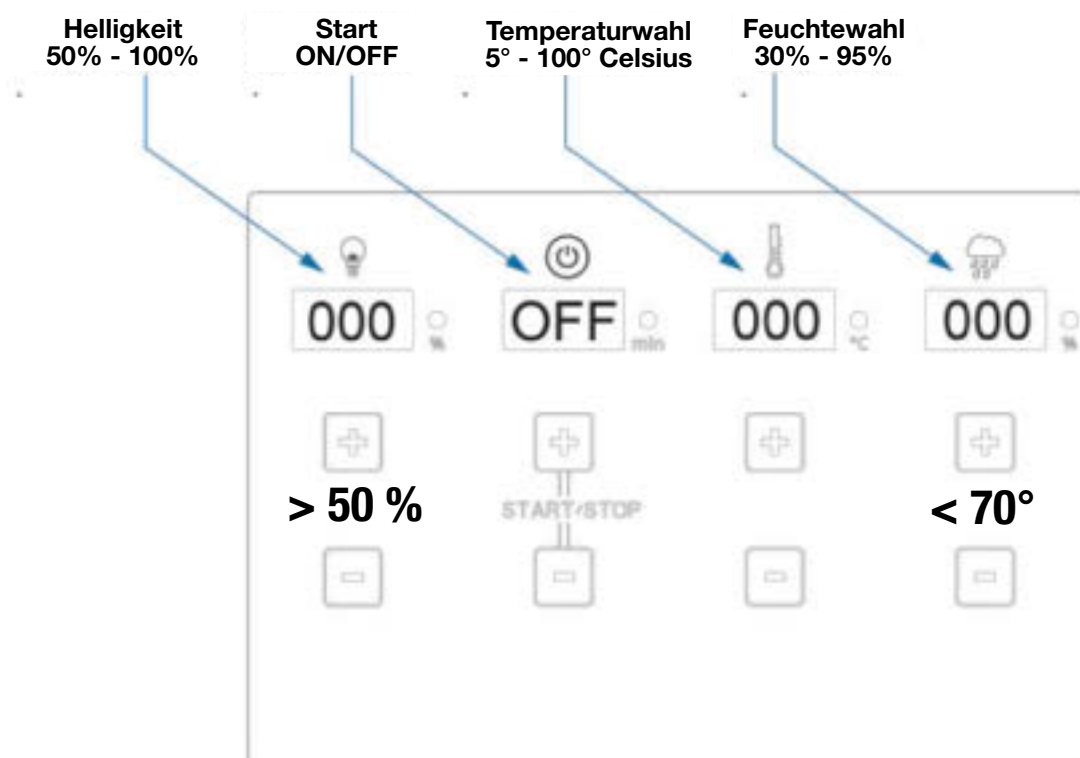 Helligkeit
50% - 100%
Start
ON/OFF
Temperaturwahl
5° - 100° Celsius
Feuchtewahl
30% - 95%
000
%
OFF
min
000
°C
000
%
> 50 %
START/STOP
< 70°